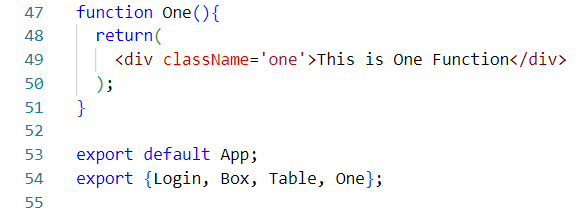 47 function One(){
48 return(
49 <div className='one'>This is One Function</div>
50 );
51 }
52
53 export default App;
54 export {Login, Box, Table, One};
55